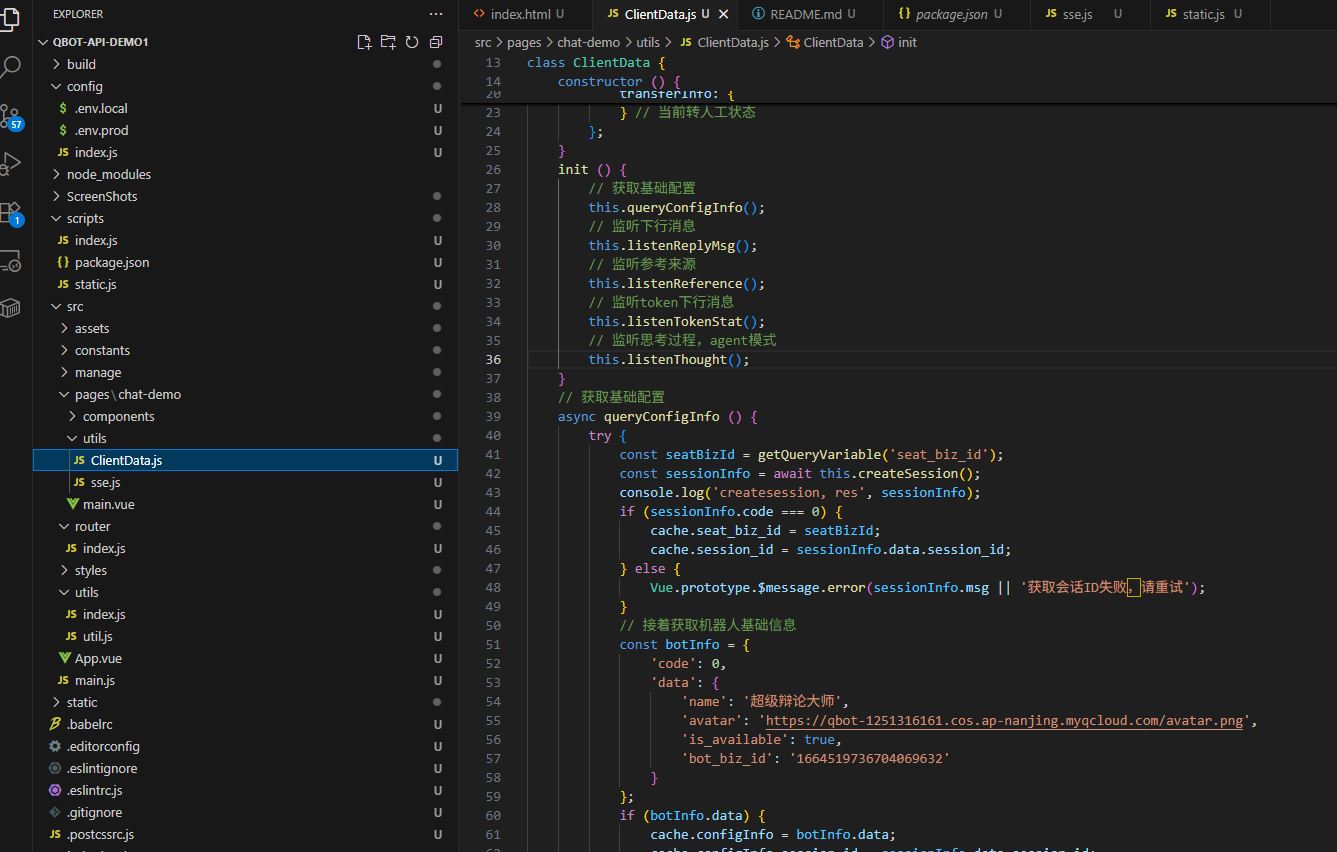 EXPLORER
QBOT-API-DEMO1
build
config
.env.local U
.env.prod U
index.js U
node_modules
ScreenShots
scripts
index.js U
package.json U
static.js U
src
assets
constants
manage
pages\chat-demo
components
utils
ClientData.js U
sse.js U
main.vue U
router
index.js U
styles
utils
index.js U
util.js U
App.vue U
main.js U
static
.babelrc U
.editorconfig U
.eslintignore U
.eslintrc.js U
.gitignore U
.postcssrc.js U
57
1
index.html U
ClientData.js U
README.md U
package.json U
sse.js U
static.js U
src > pages > chat-demo > utils > JS ClientData.js > ClientData > init
13 class ClientData {
14 constructor () {
20 transferInfo: {
23 } // 当前转人工状态
24 };
25 }
26 init () {
27 // 获取基础配置
28 this.queryConfigInfo();
29 // 监听下行消息
30 this.listenReplyMsg();
31 // 监听参考来源
32 this.listenReference();
33 // 监听token下行消息
34 this.listenTokenStat();
35 // 监听思考过程，agent模式
36 this.listenThought();
37 }
38 // 获取基础配置
39 async queryConfigInfo () {
40 try {
41 const seatBizId = getQueryVariable('seat_biz_id');
42 const sessionInfo = await this.createSession();
43 console.log('createsession, res', sessionInfo);
44 if (sessionInfo.code === 0) {
45 cache.seat_biz_id = seatBizId;
46 cache.session_id = sessionInfo.data.session_id;
47 } else {
48 Vue.prototype.$message.error(sessionInfo.msg || '获取会话ID失败，请重试');
49 }
50 // 接着获取机器人基础信息
51 const botInfo = {
52 'code': 0,
53 'data': {
54 'name': '超级辩论大师',
55 'avatar': 'https://qbot-1251316161.cos.ap-nanjing.myqcloud.com/avatar.png',
56 'is_available': true,
57 'bot_biz_id': '1664519736704069632'
58 }
59 };
60 if (botInfo.data) {
61 cache.configInfo = botInfo.data;